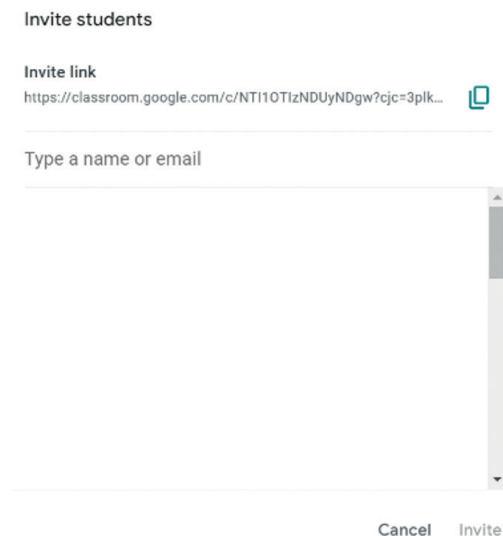 Invite students
Invite link
https://classroom.google.com/c/NTI1OTIzNDUyNDgw?cjc=3plk...
Type a name or email
Cancel Invite